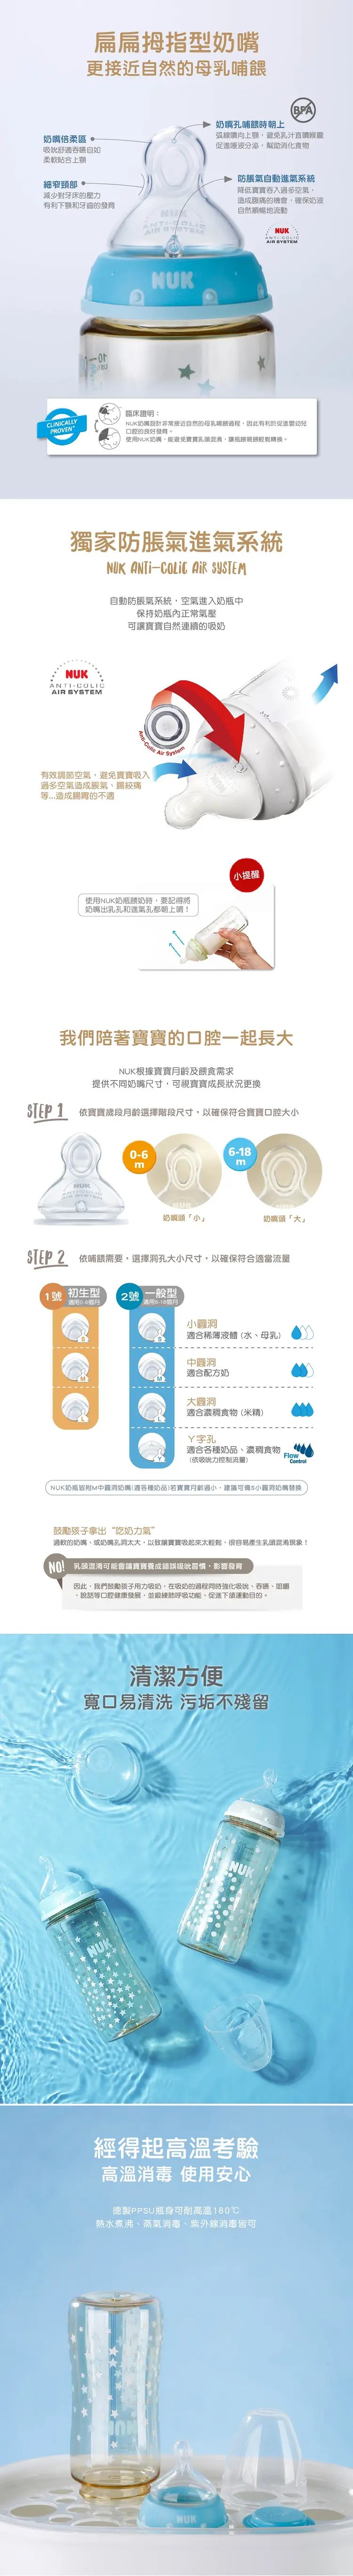 扁扁拇指型奶嘴
更接近自然的母乳哺餵
BPA
奶嘴孔哺餵時朝上
弧線噴向上顎，避免乳汁直噴喉嚨
促進唾液分泌，幫助消化食物
奶嘴倍柔區
吸吮舒適吞嚥自如
柔軟貼合上顎
防脹氣自動進氣系統
降低寶寶吞入過多空氣，
造成腹痛的機會，確保奶液
自然順暢地流動
細窄頸部
減少對牙床的壓力
有利下顎和牙齒的發育
NUK
ANTI-COLIC
AIR SYSTEM
NUK
CLINICALLY
PROVEN*
臨床證明：
NUK奶嘴設計非常接近自然的母乳哺餵過程，因此有利於促進嬰幼兒
口腔的良好發育。
使用NUK奶嘴，能避免寶寶乳頭混淆，讓瓶餵親餵輕鬆轉換。
獨家防脹氣進氣系統
NUK ANTi-COLiC AiR SYSTEM
自動防脹氣系統，空氣進入奶瓶中
保持奶瓶內正常氣壓
可讓寶寶自然連續的吸奶
NUK
ANTI-COLIC
AIR SYSTEM
Anti-Colic Air System
有效調節空氣，避免寶寶吸入
過多空氣造成脹氣、腸絞痛
等...造成腸胃的不適
小提醒
使用NUK奶瓶餵奶時，要記得將
奶嘴出乳孔和進氣孔都朝上唷！
我們陪著寶寶的口腔一起長大
NUK根據寶寶月齡及餵食需求
提供不同奶嘴尺寸，可視寶寶成長狀況更換
STEP 1
依寶寶歲段月齡選擇階段尺寸，以確保符合寶寶口腔大小
NUK
0-6
m
6-18
m
奶嘴頭「小」
奶嘴頭「大」
STEP 2
依哺餵需要，選擇洞孔大小尺寸，以確保符合適當流量
1號 初生型
適用0-6個月
2號 一般型
適用6-18個月
S
S
小圓洞
適合稀薄液體 (水、母乳)
M
M
中圓洞
適合配方奶
L
L
大圓洞
適合濃稠食物 (米精)
Y
Y字孔
適合各種奶品、濃稠食物
(依吸吮力控制流量)
Flow
Control
NUK奶瓶皆附M中圓洞奶嘴(適各種奶品)若寶寶月齡過小，建議可備S小圓洞奶嘴替換
鼓勵孩子拿出“吃奶力氣”
過軟的奶嘴、或奶嘴孔洞太大，以致讓寶寶吸起來太輕鬆，很容易產生乳頭混淆現象！
NO!
乳頭混淆可能會讓寶寶養成錯誤吸吮習慣，影響發育
因此，我們鼓勵孩子用力吸奶，在吸奶的過程同時強化吸吮、吞嚥、咀嚼
、說話等口腔健康發展，並鍛練肺呼吸功能，促進下頜運動目的。
清潔方便
寬口易清洗 污垢不殘留
NUK
NUK
經得起高溫考驗
高溫消毒 使用安心
德製PPSU瓶身可耐高溫180℃
熱水煮沸、蒸氣消毒、紫外線消毒皆可
NUK